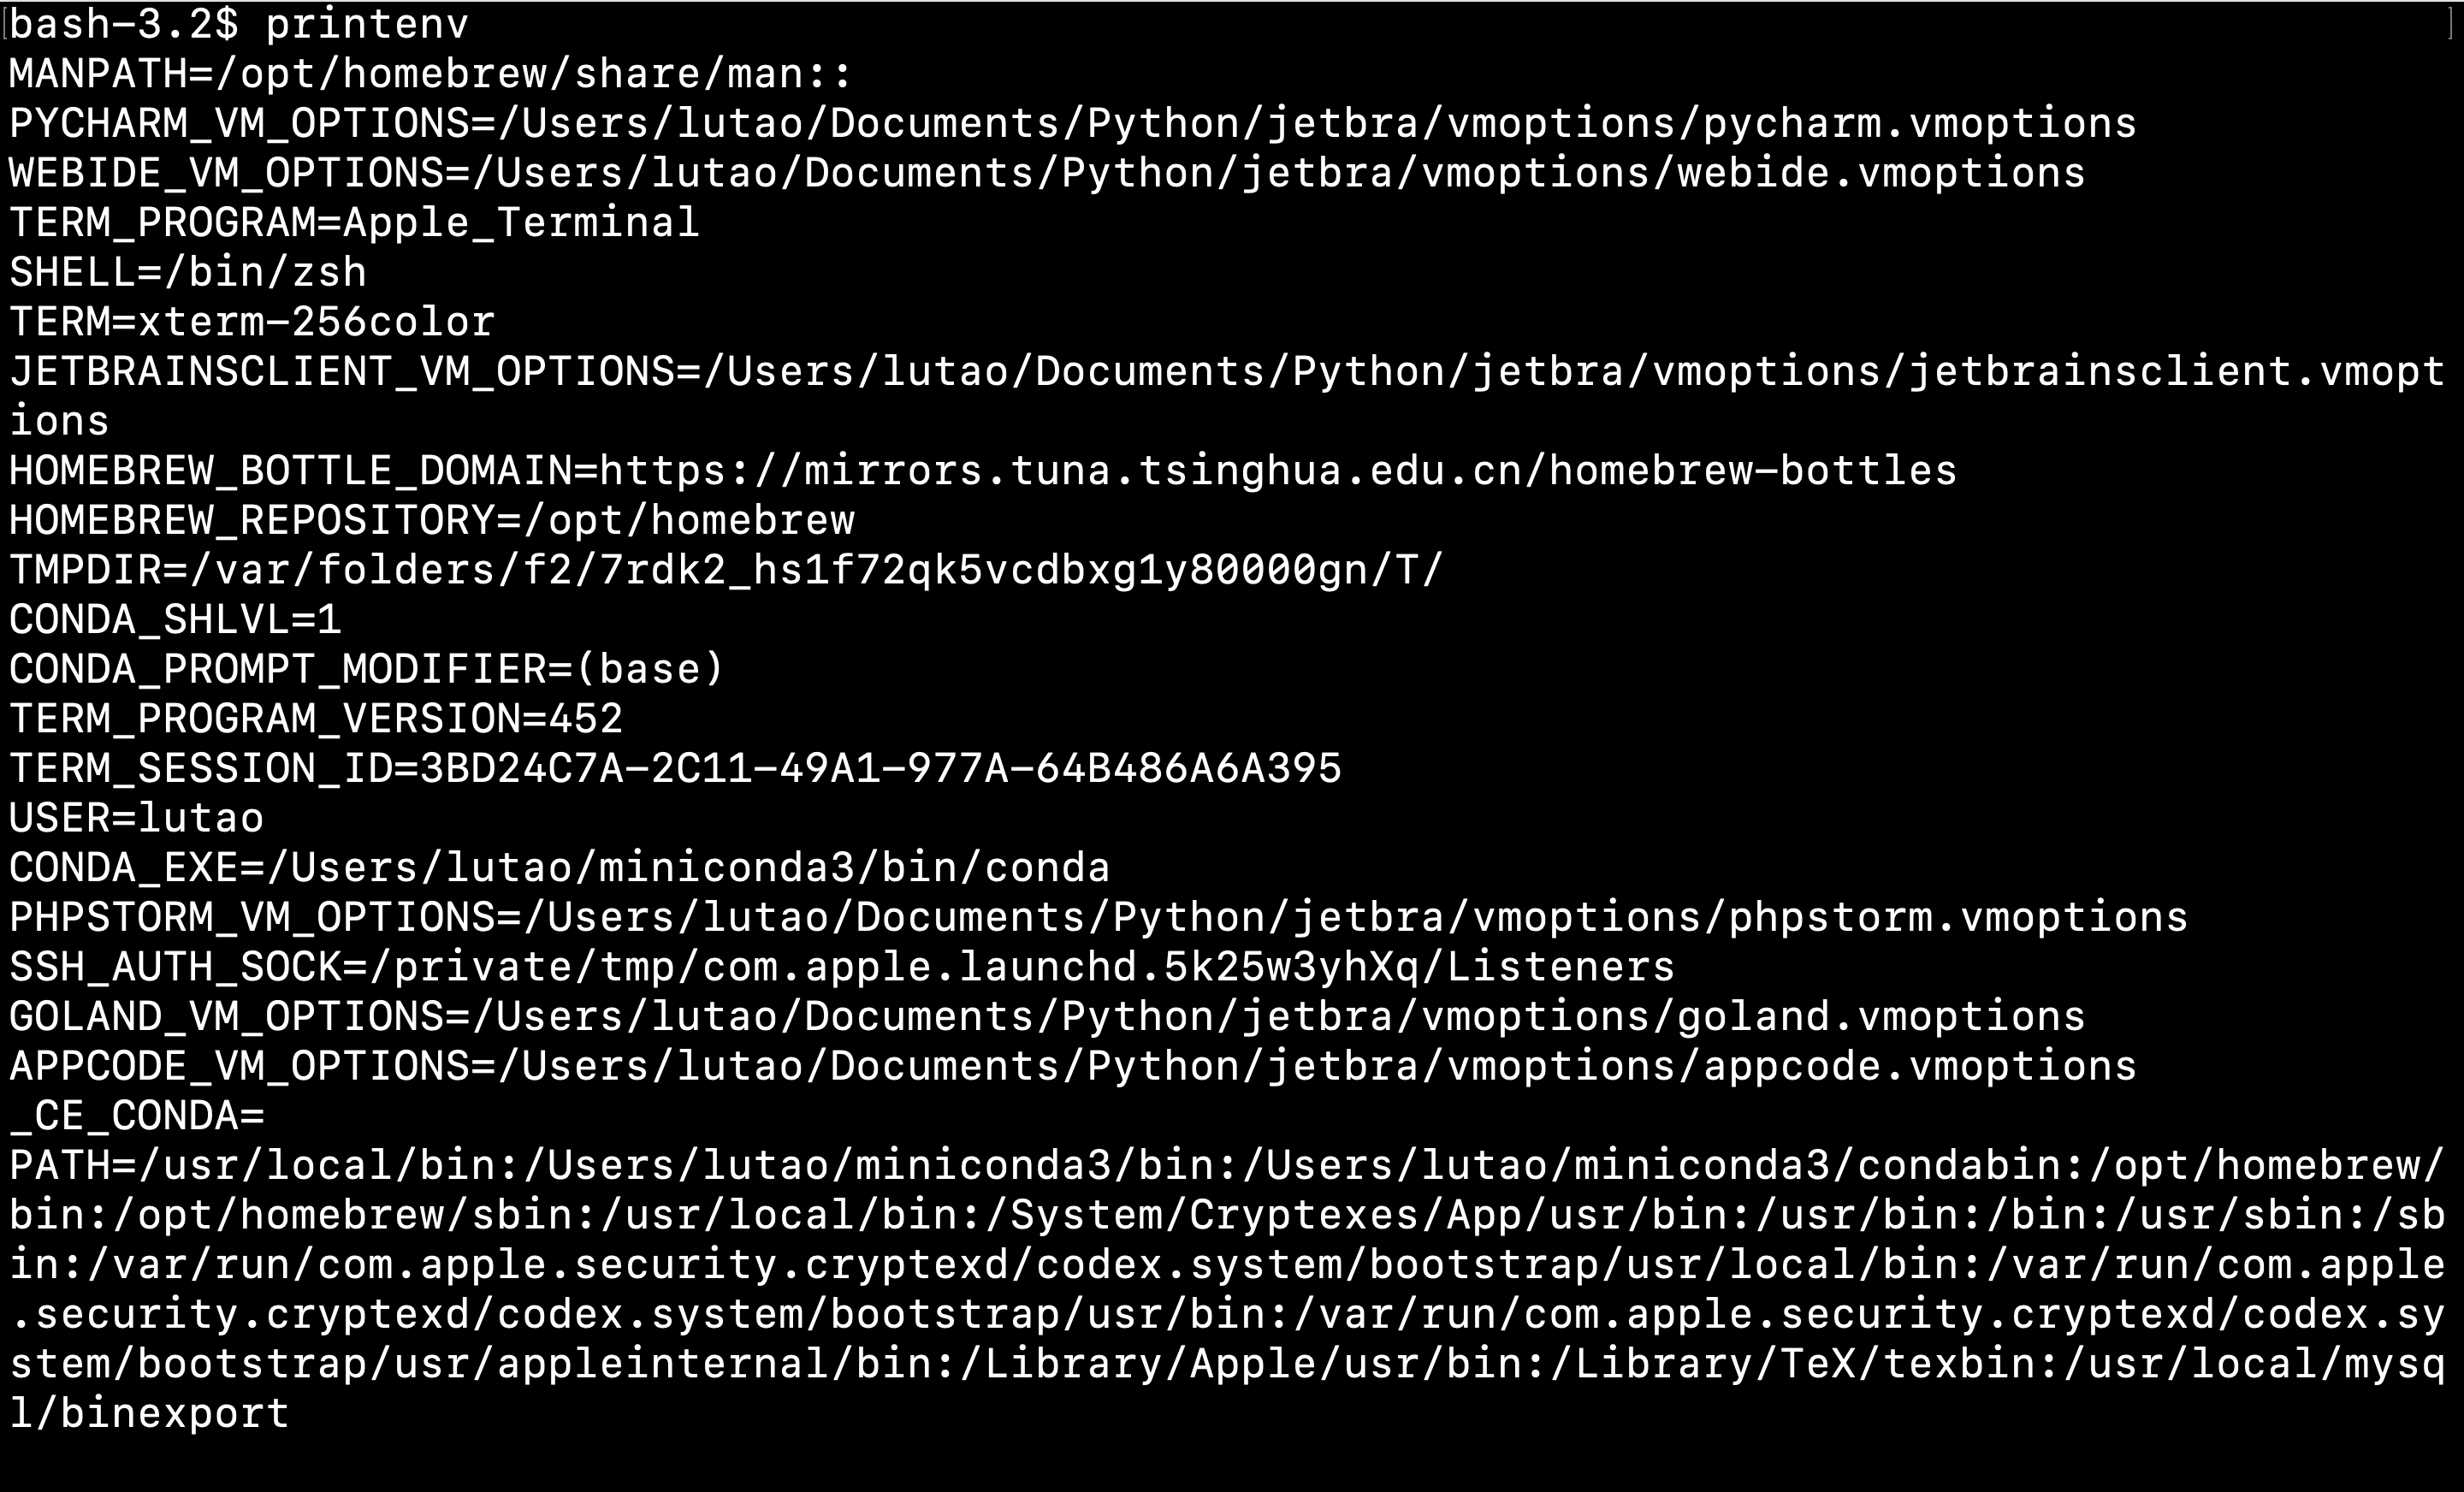 bash-3.2$ printenv
MANPATH=/opt/homebrew/share/man::
PYCHARM_VM_OPTIONS=/Users/lutao/Documents/Python/jetbra/vmoptions/pycharm.vmoptions
WEBIDE_VM_OPTIONS=/Users/lutao/Documents/Python/jetbra/vmoptions/webide.vmoptions
TERM_PROGRAM=Apple_Terminal
SHELL=/bin/zsh
TERM=xterm-256color
JETBRAINSCLIENT_VM_OPTIONS=/Users/lutao/Documents/Python/jetbra/vmoptions/jetbrainsclient.vmopt
ions
HOMEBREW_BOTTLE_DOMAIN=https://mirrors.tuna.tsinghua.edu.cn/homebrew-bottles
HOMEBREW_REPOSITORY=/opt/homebrew
TMPDIR=/var/folders/f2/7rdk2_hs1f72qk5vcdbxg1y80000gn/T/
CONDA_SHLVL=1
CONDA_PROMPT_MODIFIER=(base)
TERM_PROGRAM_VERSION=452
TERM_SESSION_ID=3BD24C7A-2C11-49A1-977A-64B486A6A395
USER=lutao
CONDA_EXE=/Users/lutao/miniconda3/bin/conda
PHPSTORM_VM_OPTIONS=/Users/lutao/Documents/Python/jetbra/vmoptions/phpstorm.vmoptions
SSH_AUTH_SOCK=/private/tmp/com.apple.launchd.5k25w3yhXq/Listeners
GOLAND_VM_OPTIONS=/Users/lutao/Documents/Python/jetbra/vmoptions/goland.vmoptions
APPCODE_VM_OPTIONS=/Users/lutao/Documents/Python/jetbra/vmoptions/appcode.vmoptions
_CE_CONDA=
PATH=/usr/local/bin:/Users/lutao/miniconda3/bin:/Users/lutao/miniconda3/condabin:/opt/homebrew/
bin:/opt/homebrew/sbin:/usr/local/bin:/System/Cryptexes/App/usr/bin:/usr/bin:/bin:/usr/sbin:/sb
in:/var/run/com.apple.security.cryptexd/codex.system/bootstrap/usr/local/bin:/var/run/com.apple
.security.cryptexd/codex.system/bootstrap/usr/bin:/var/run/com.apple.security.cryptexd/codex.sy
stem/bootstrap/usr/appleinternal/bin:/Library/Apple/usr/bin:/Library/TeX/texbin:/usr/local/mysq
l/binexport